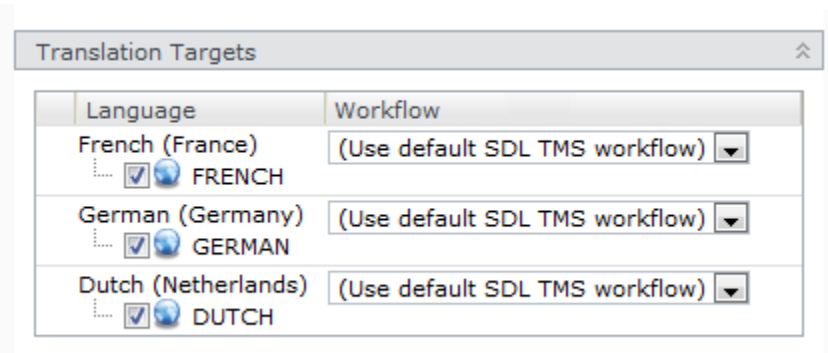 Translation Targets
Language Workflow
French (France) (Use default SDL TMS workflow)
FRENCH
German (Germany) (Use default SDL TMS workflow)
GERMAN
Dutch (Netherlands) (Use default SDL TMS workflow)
DUTCH